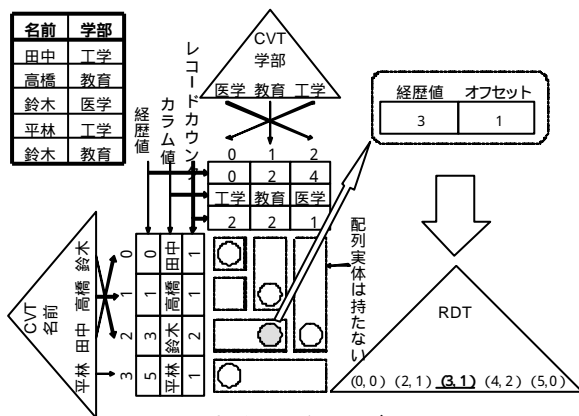 名前 学部
田中 工学
高橋 教育
鈴木 医学
平林 工学
鈴木 教育
レコードカウンタ
カラム値
経歴値
CVT
学部
医学 教育 工学
0 1 2
0 2 4
工学 教育 医学
2 2 1
経歴値 オフセット
3 1
CVT
名前
鈴木
高橋
田中
平林
0 0 田中 1
1 1 高橋 1
2 3 鈴木 2
3 5 平林 1
配列実体は持たない
RDT
(0,0) (2,1) (3,1) (4,2) (5,0)